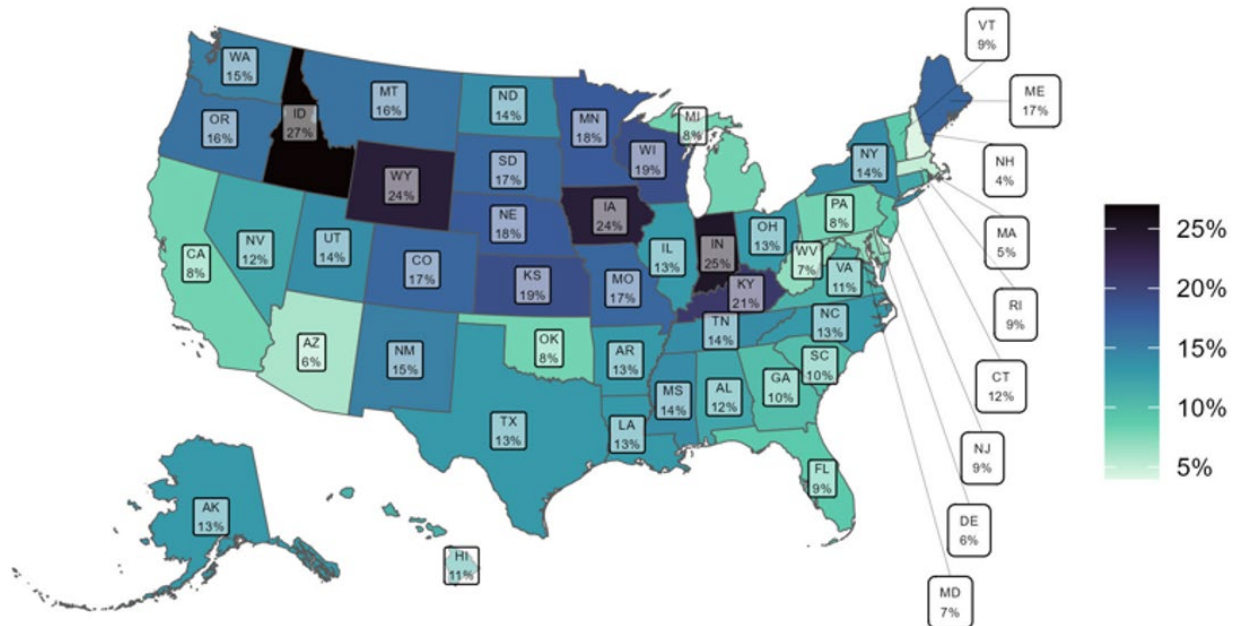 VT
9%
WA
15%
ME
17%
MT
16%
ND
14%
ID
27%
MI
8%
OR
16%
MN
18%
WI
19%
NY
14%
NH
4%
SD
17%
WY
24%
PA
8%
IA
24%
NE
18%
OH
13%
25%
MA
5%
NV
12%
UT
14%
IL
13%
IN
25%
WV
7%
CA
8%
CO
17%
KS
19%
MO
17%
KY
21%
VA
11%
20%
RI
9%
NC
13%
TN
14%
AZ
6%
OK
8%
NM
15%
AR
13%
SC
10%
15%
CT
12%
GA
10%
MS
14%
AL
12%
TX
13%
LA
13%
10%
NJ
9%
FL
9%
5%
AK
13%
DE
6%
HI
11%
MD
7%